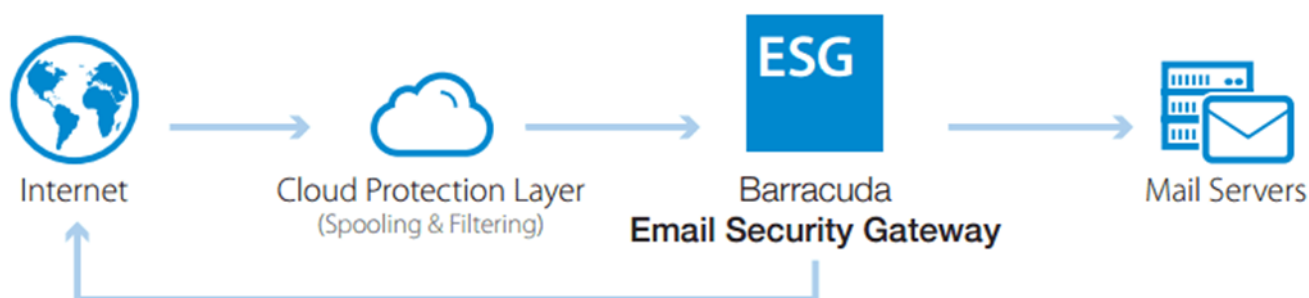 ESG
Internet
Cloud Protection Layer
(Spooling & Filtering)
Barracuda
Email Security Gateway
Mail Servers